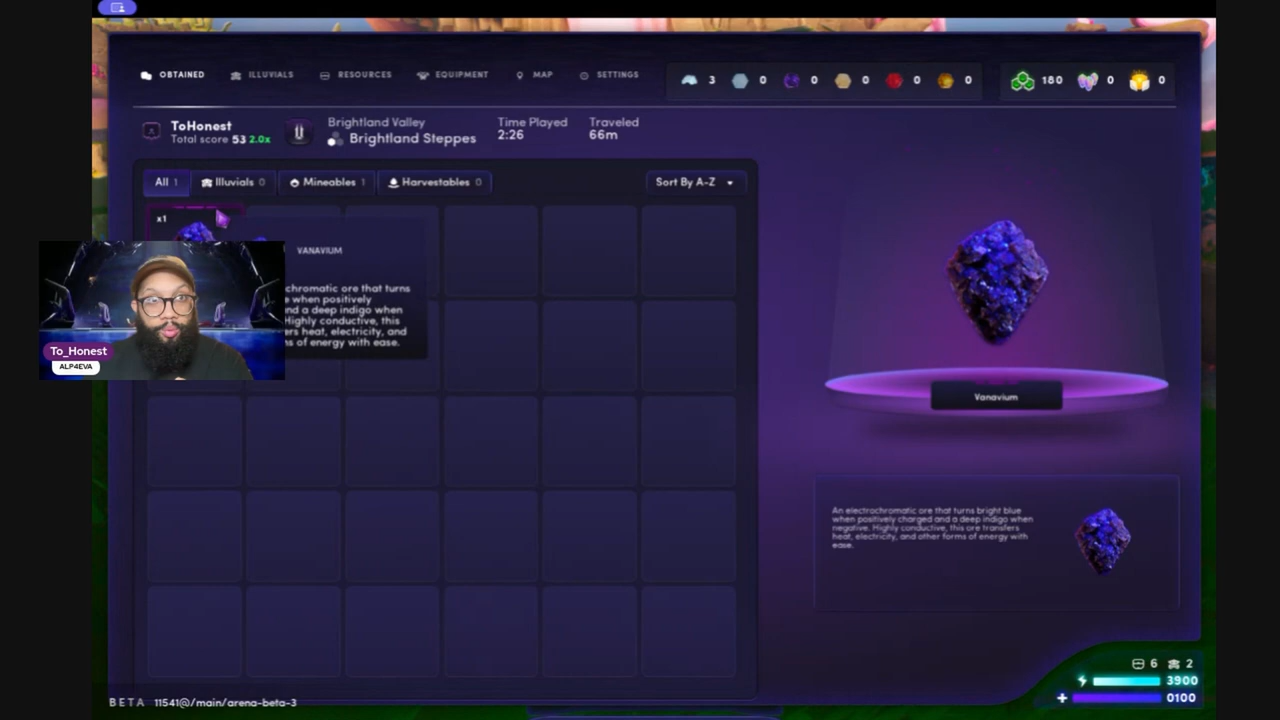 OBTAINED ILLUVIALS RESOURCES EQUIPMENT MAP SETTINGS 3 0 0 0 0 0 180 0 0
ToHonest
Total score 53 2.0x
Brightland Valley
Brightland Steppes
Time Played
2:26
Traveled
66m
All 1 Illuvials 0 Mineables 1 Harvestables 0 Sort By A-Z
x1
VANAVIUM
chromatic ore that turns
e when positively
nd a deep indigo when
Highly conductive, this
ers heat, electricity, and
ns of energy with ease.
To_Honest
ALP4EVA
Vanavium
An electrochromatic ore that turns bright blue
when positively charged and a deep indigo when
negative. Highly conductive, this ore transfers
heat, electricity, and other forms of energy with
ease.
6 2
3900
0100
BETA 11541@/main/arena-beta-3